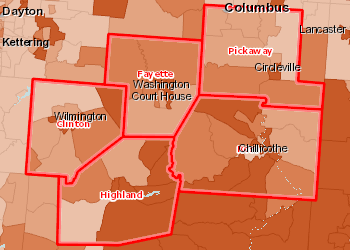 Dayton
Columbus
Kettering
Lancaster
Pickaway
Circleville
Fayette
Washington
Court House
Wilmington
Clinton
Chillicothe
Highland